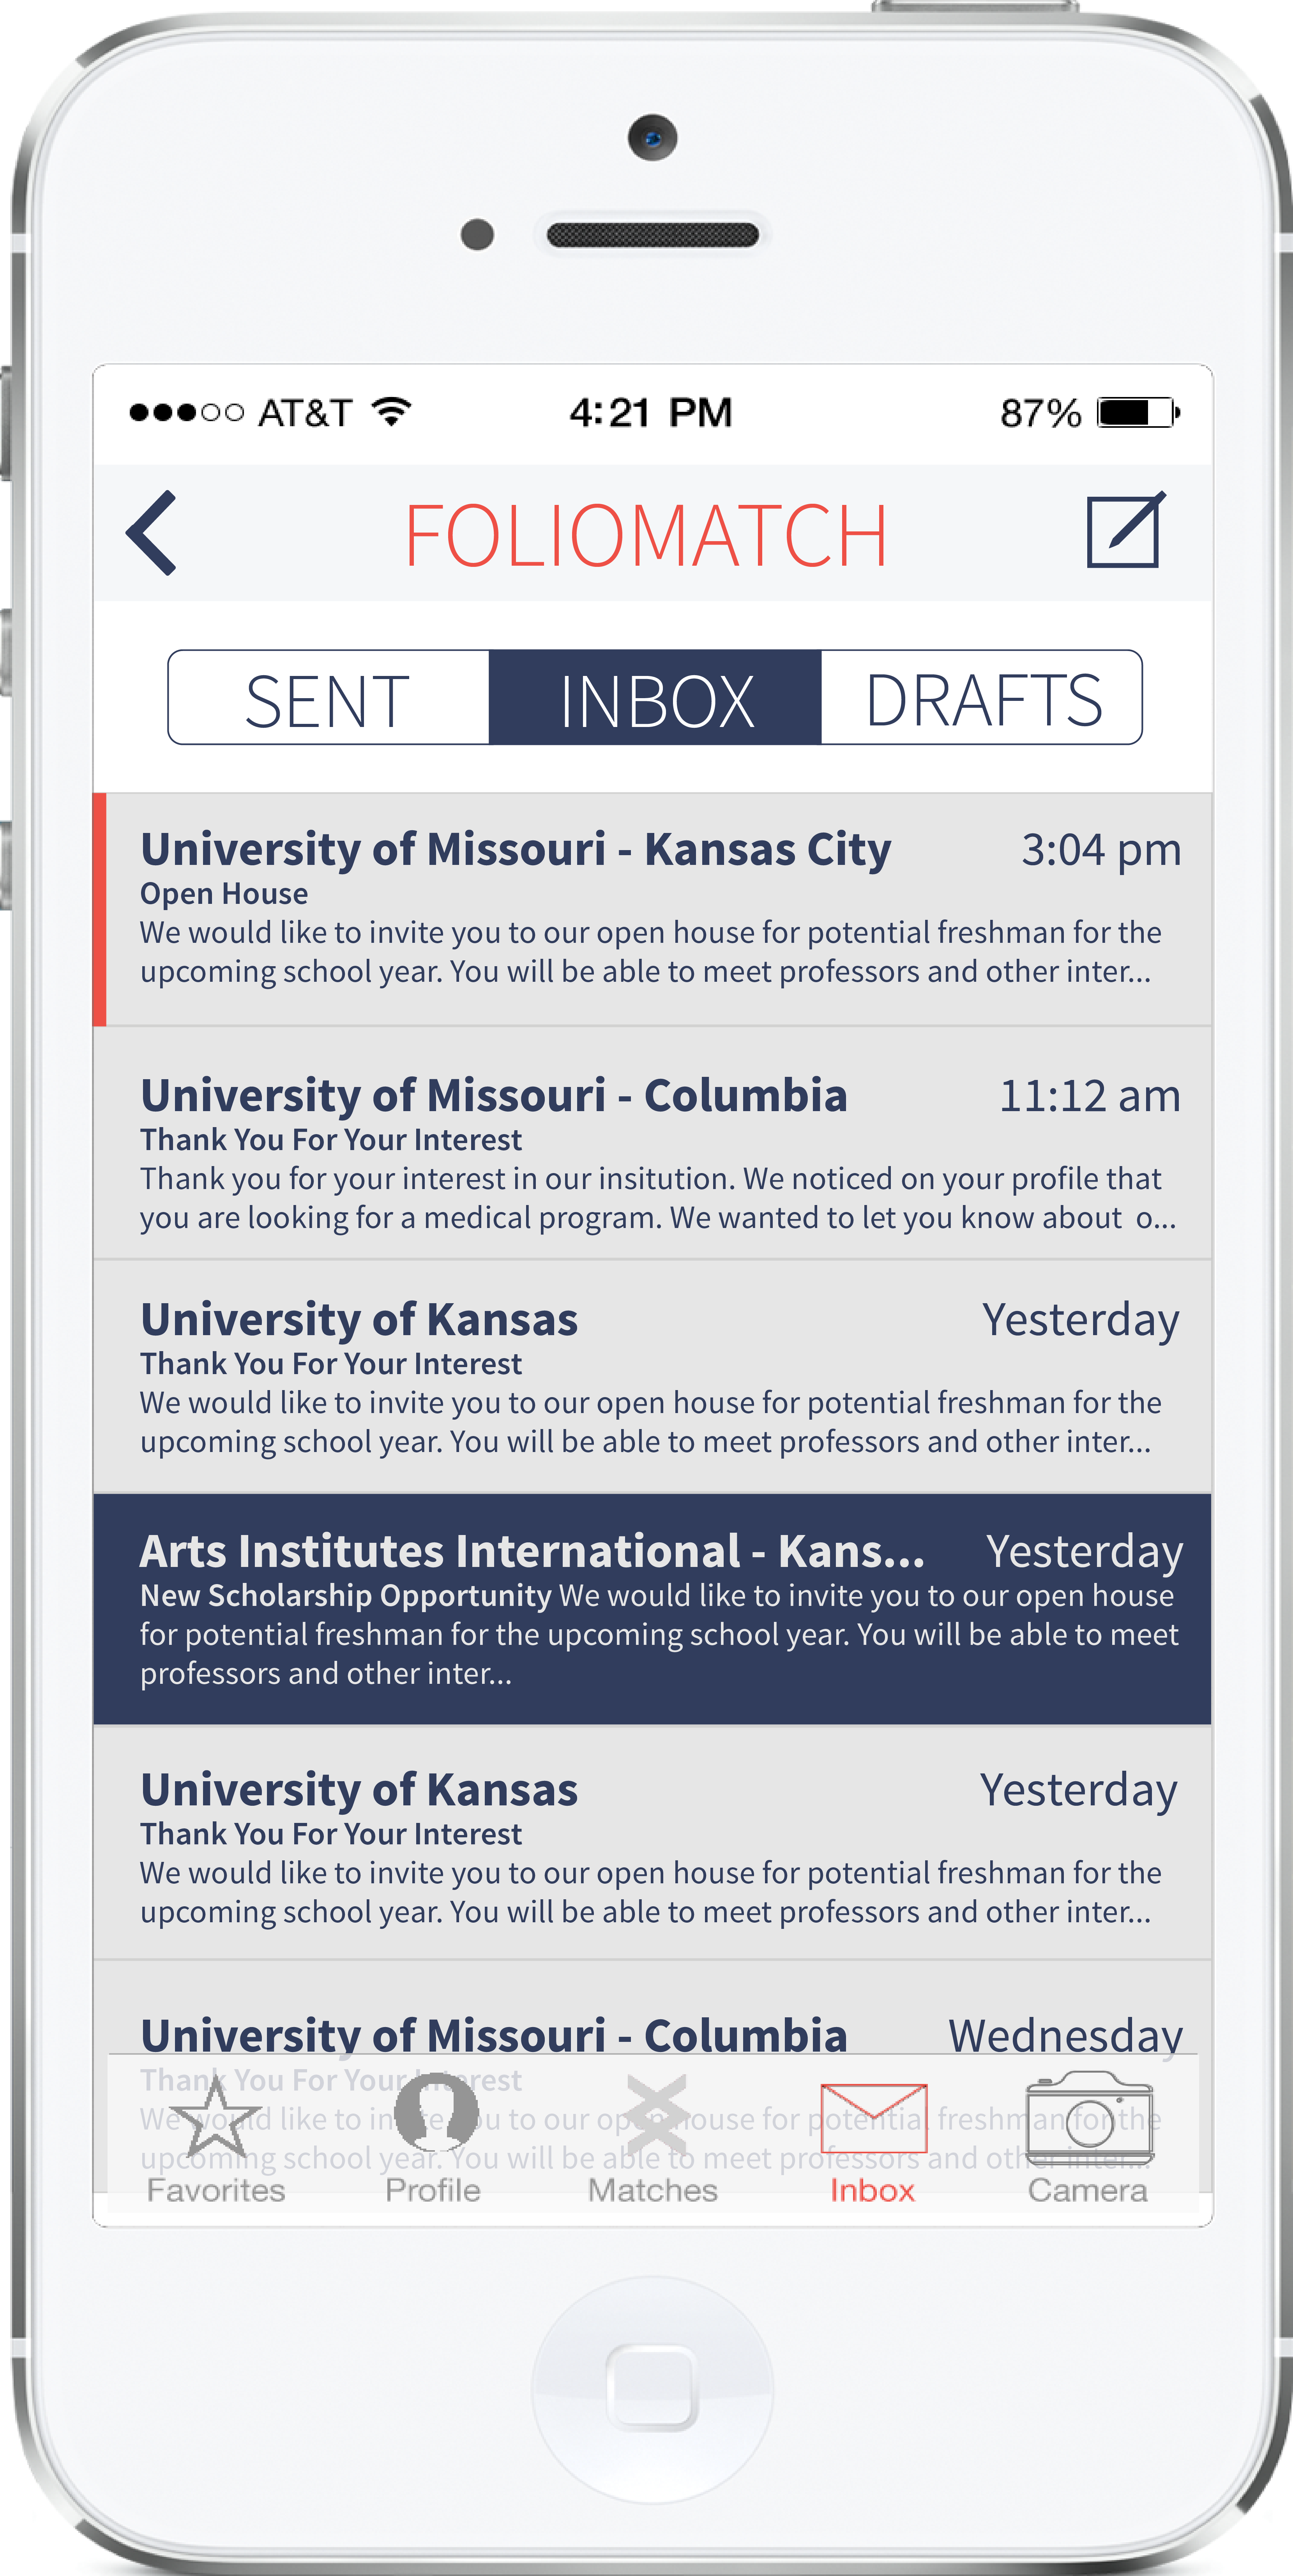 AT&T 4:21 PM 87%
FOLIOMATCH
SENT INBOX DRAFTS
University of Missouri - Kansas City 3:04 pm
Open House
We would like to invite you to our open house for potential freshman for the
upcoming school year. You will be able to meet professors and other inter...
University of Missouri - Columbia 11:12 am
Thank You For Your Interest
Thank you for your interest in our insitution. We noticed on your profile that
you are looking for a medical program. We wanted to let you know about o...
University of Kansas Yesterday
Thank You For Your Interest
We would like to invite you to our open house for potential freshman for the
upcoming school year. You will be able to meet professors and other inter...
Arts Institutes International - Kans... Yesterday
New Scholarship Opportunity We would like to invite you to our open house
for potential freshman for the upcoming school year. You will be able to meet
professors and other inter...
University of Kansas Yesterday
Thank You For Your Interest
We would like to invite you to our open house for potential freshman for the
upcoming school year. You will be able to meet professors and other inter...
University of Missouri - Columbia Wednesday
Thank You For Your Interest
We would like to invite you to our open house for potential freshman for the
upcoming school year. You will be able to meet professors and other inter...
Favorites Profile Matches Inbox Camera